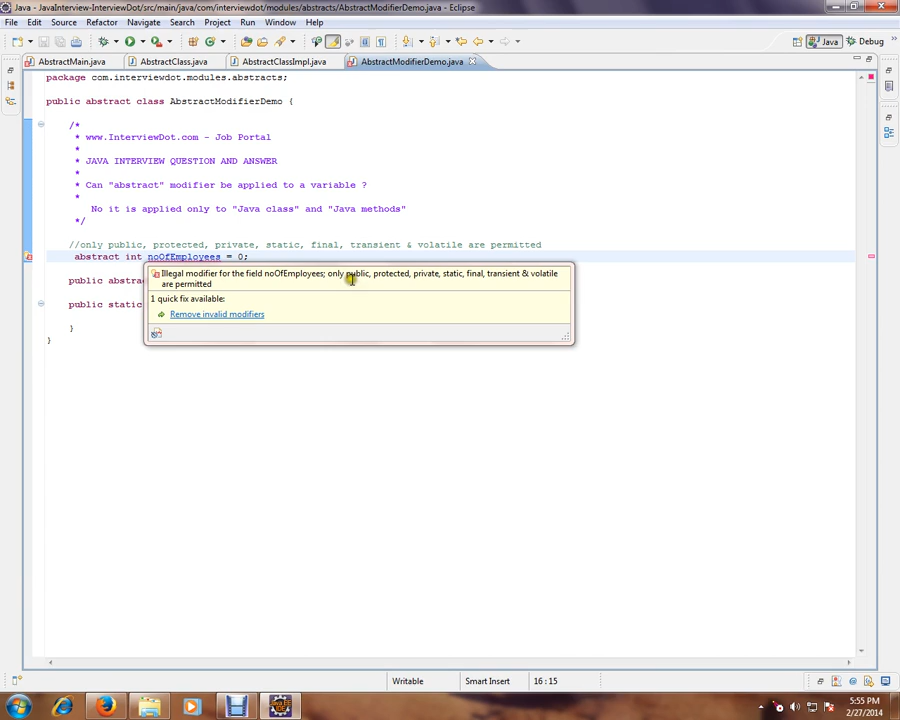 Java - JavaInterview-InterviewDot/src/main/java/com/interviewdot/modules/abstracts/AbstractModifierDemo.java - Eclipse
File Edit Source Refactor Navigate Search Project Run Window Help
Java Debug
AbstractMain.java AbstractClass.java AbstractClassImpl.java AbstractModifierDemo.java
package com.interviewdot.modules.abstracts;
public abstract class AbstractModifierDemo {
/*
* www.InterviewDot.com - Job Portal
*
* JAVA INTERVIEW QUESTION AND ANSWER
*
* Can "abstract" modifier be applied to a variable ?
*
No it is applied only to "Java class" and "Java methods"
*/
//only public, protected, private, static, final, transient & volatile are permitted
abstract int noOfEmployees = 0;
Illegal modifier for the field noOfEmployees; only public, protected, private, static, final, transient & volatile
are permitted
public abstra
1 quick fix available:
public static
Remove invalid modifiers
}
}
Writable Smart Insert 16 : 15
5:55 PM
2/27/2014